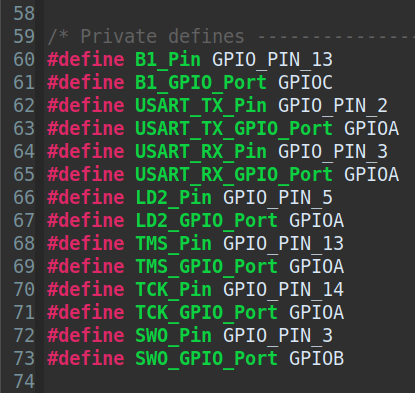 58
59 /* Private defines ---------------
60 #define B1_Pin GPIO_PIN_13
61 #define B1_GPIO_Port GPIOC
62 #define USART_TX_Pin GPIO_PIN_2
63 #define USART_TX_GPIO_Port GPIOA
64 #define USART_RX_Pin GPIO_PIN_3
65 #define USART_RX_GPIO_Port GPIOA
66 #define LD2_Pin GPIO_PIN_5
67 #define LD2_GPIO_Port GPIOA
68 #define TMS_Pin GPIO_PIN_13
69 #define TMS_GPIO_Port GPIOA
70 #define TCK_Pin GPIO_PIN_14
71 #define TCK_GPIO_Port GPIOA
72 #define SWO_Pin GPIO_PIN_3
73 #define SWO_GPIO_Port GPIOB
74